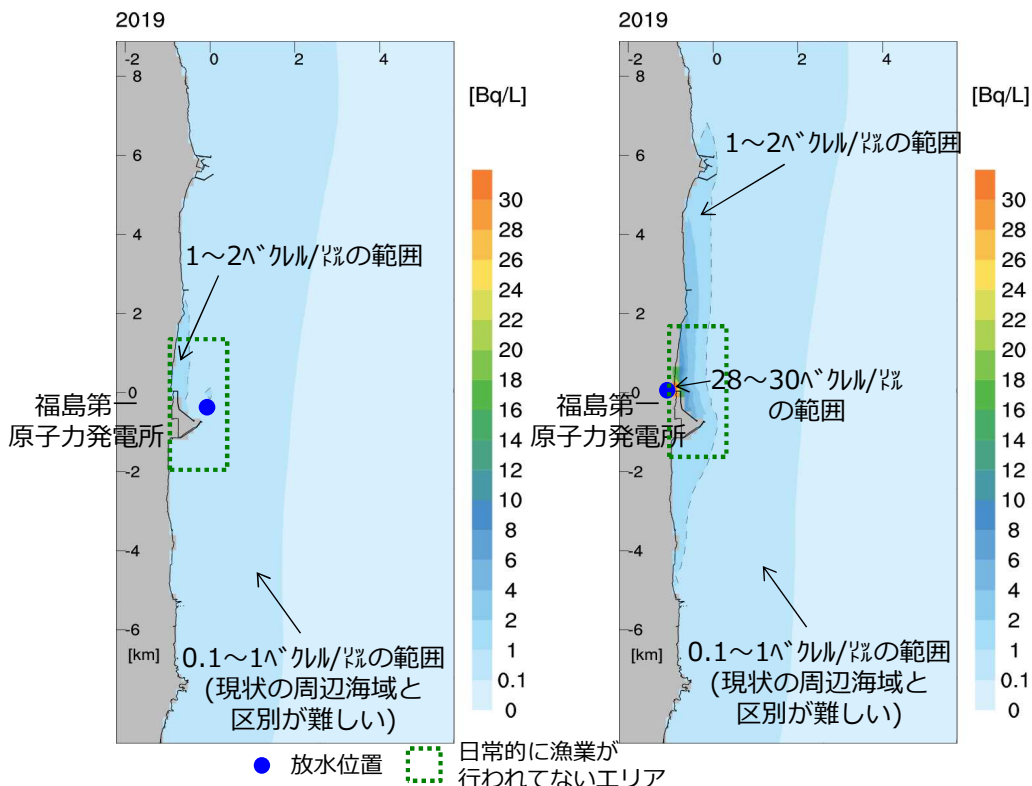 2019
-2 0 2 4
8
6
4
2
0
-2
-4
-6
[km]
[Bq/L]
30
28
26
24
22
20
18
16
14
12
10
8
6
4
2
1
0.1
0
1～2ﾍﾞｸﾚﾙ/㍑の範囲
福島第一
原子力発電所
0.1～1ﾍﾞｸﾚﾙ/㍑の範囲
(現状の周辺海域と
区別が難しい)
2019
-2 0 2 4
8
6
4
2
0
-2
-4
-6
[km]
[Bq/L]
30
28
26
24
22
20
18
16
14
12
10
8
6
4
2
1
0.1
0
1～2ﾍﾞｸﾚﾙ/㍑の範囲
28～30ﾍﾞｸﾚﾙ/㍑
の範囲
福島第一
原子力発電所
0.1～1ﾍﾞｸﾚﾙ/㍑の範囲
(現状の周辺海域と
区別が難しい)
放水位置
日常的に漁業が
行われてないエリア